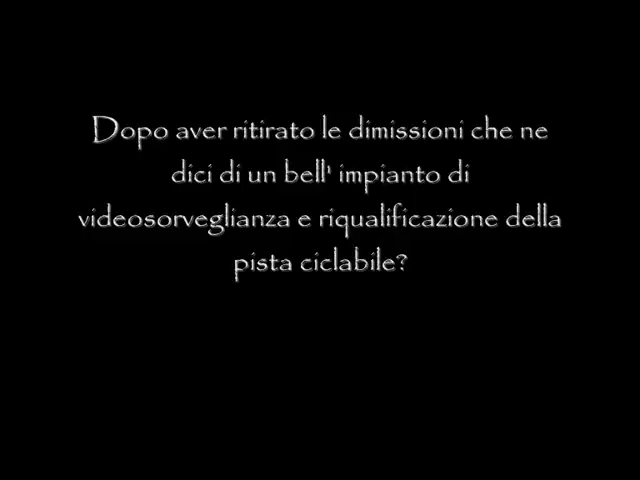 Dopo aver ritirato le dimissioni che ne
dici di un bell' impianto di
videosorveglianza e riqualificazione della
pista ciclabile?